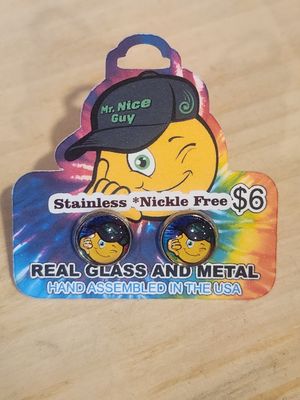 Mr. Nice
Guy
Stainless *Nickle Free $6
REAL GLASS AND METAL
HAND ASSEMBLED IN THE USA